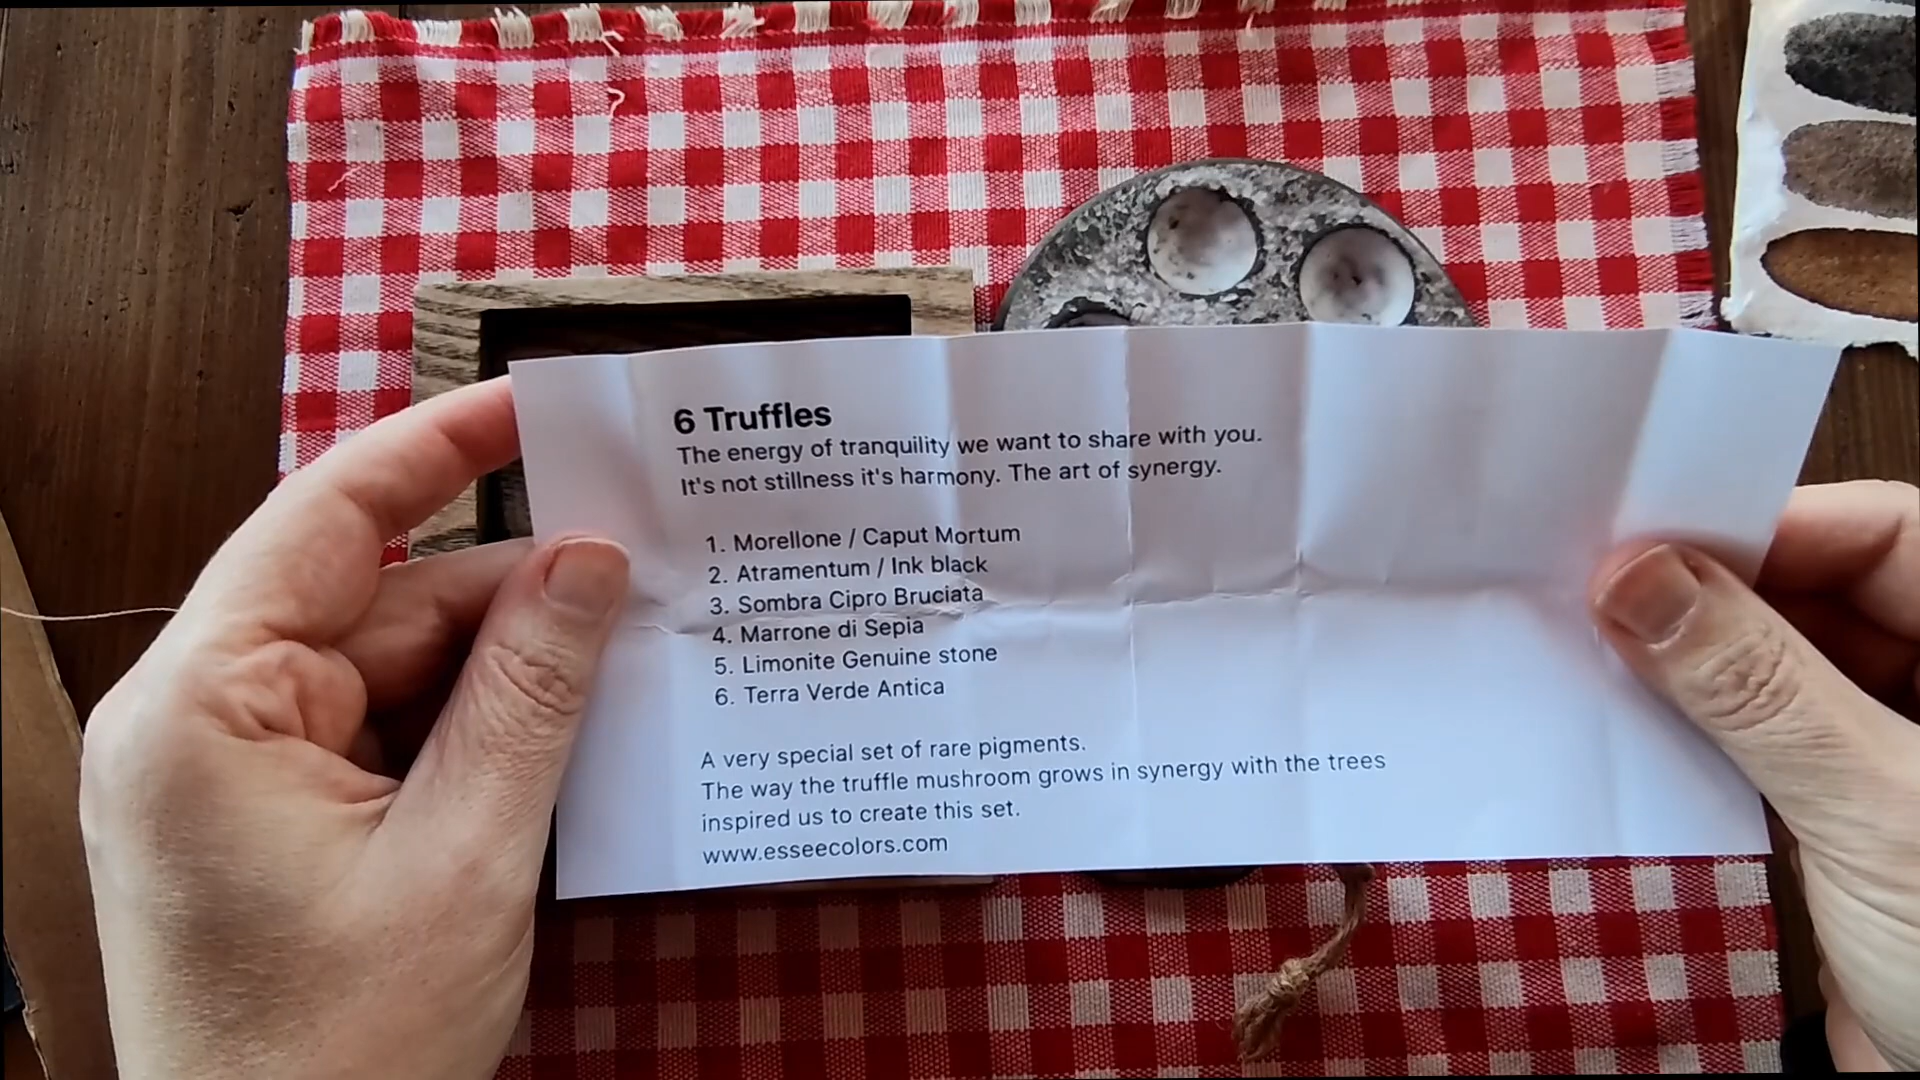 6 Truffles
The energy of tranquility we want to share with you.
It's not stillness it's harmony. The art of synergy.
1. Morellone / Caput Mortum
2. Atramentum / Ink black
3. Sombra Cipro Bruciata
4. Marrone di Sepia
5. Limonite Genuine stone
6. Terra Verde Antica
A very special set of rare pigments.
The way the truffle mushroom grows in synergy with the trees
inspired us to create this set.
www.esseecolors.com